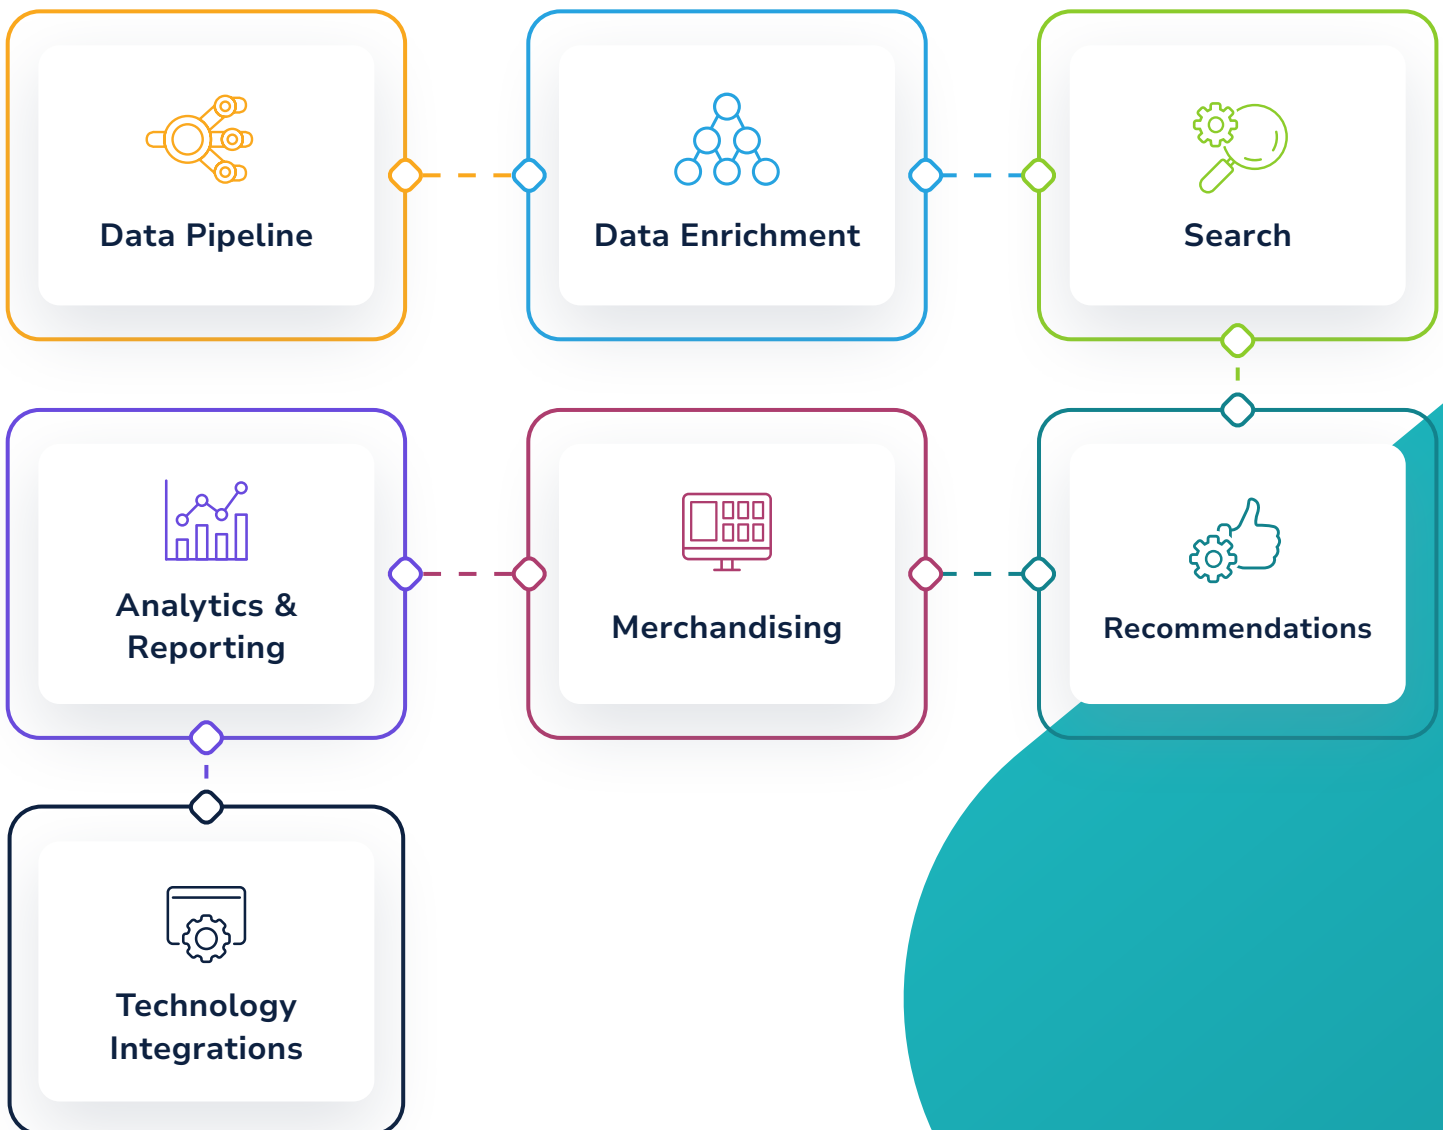 Data Pipeline
Data Enrichment
Search
Analytics &
Reporting
Merchandising
Recommendations
Technology
Integrations